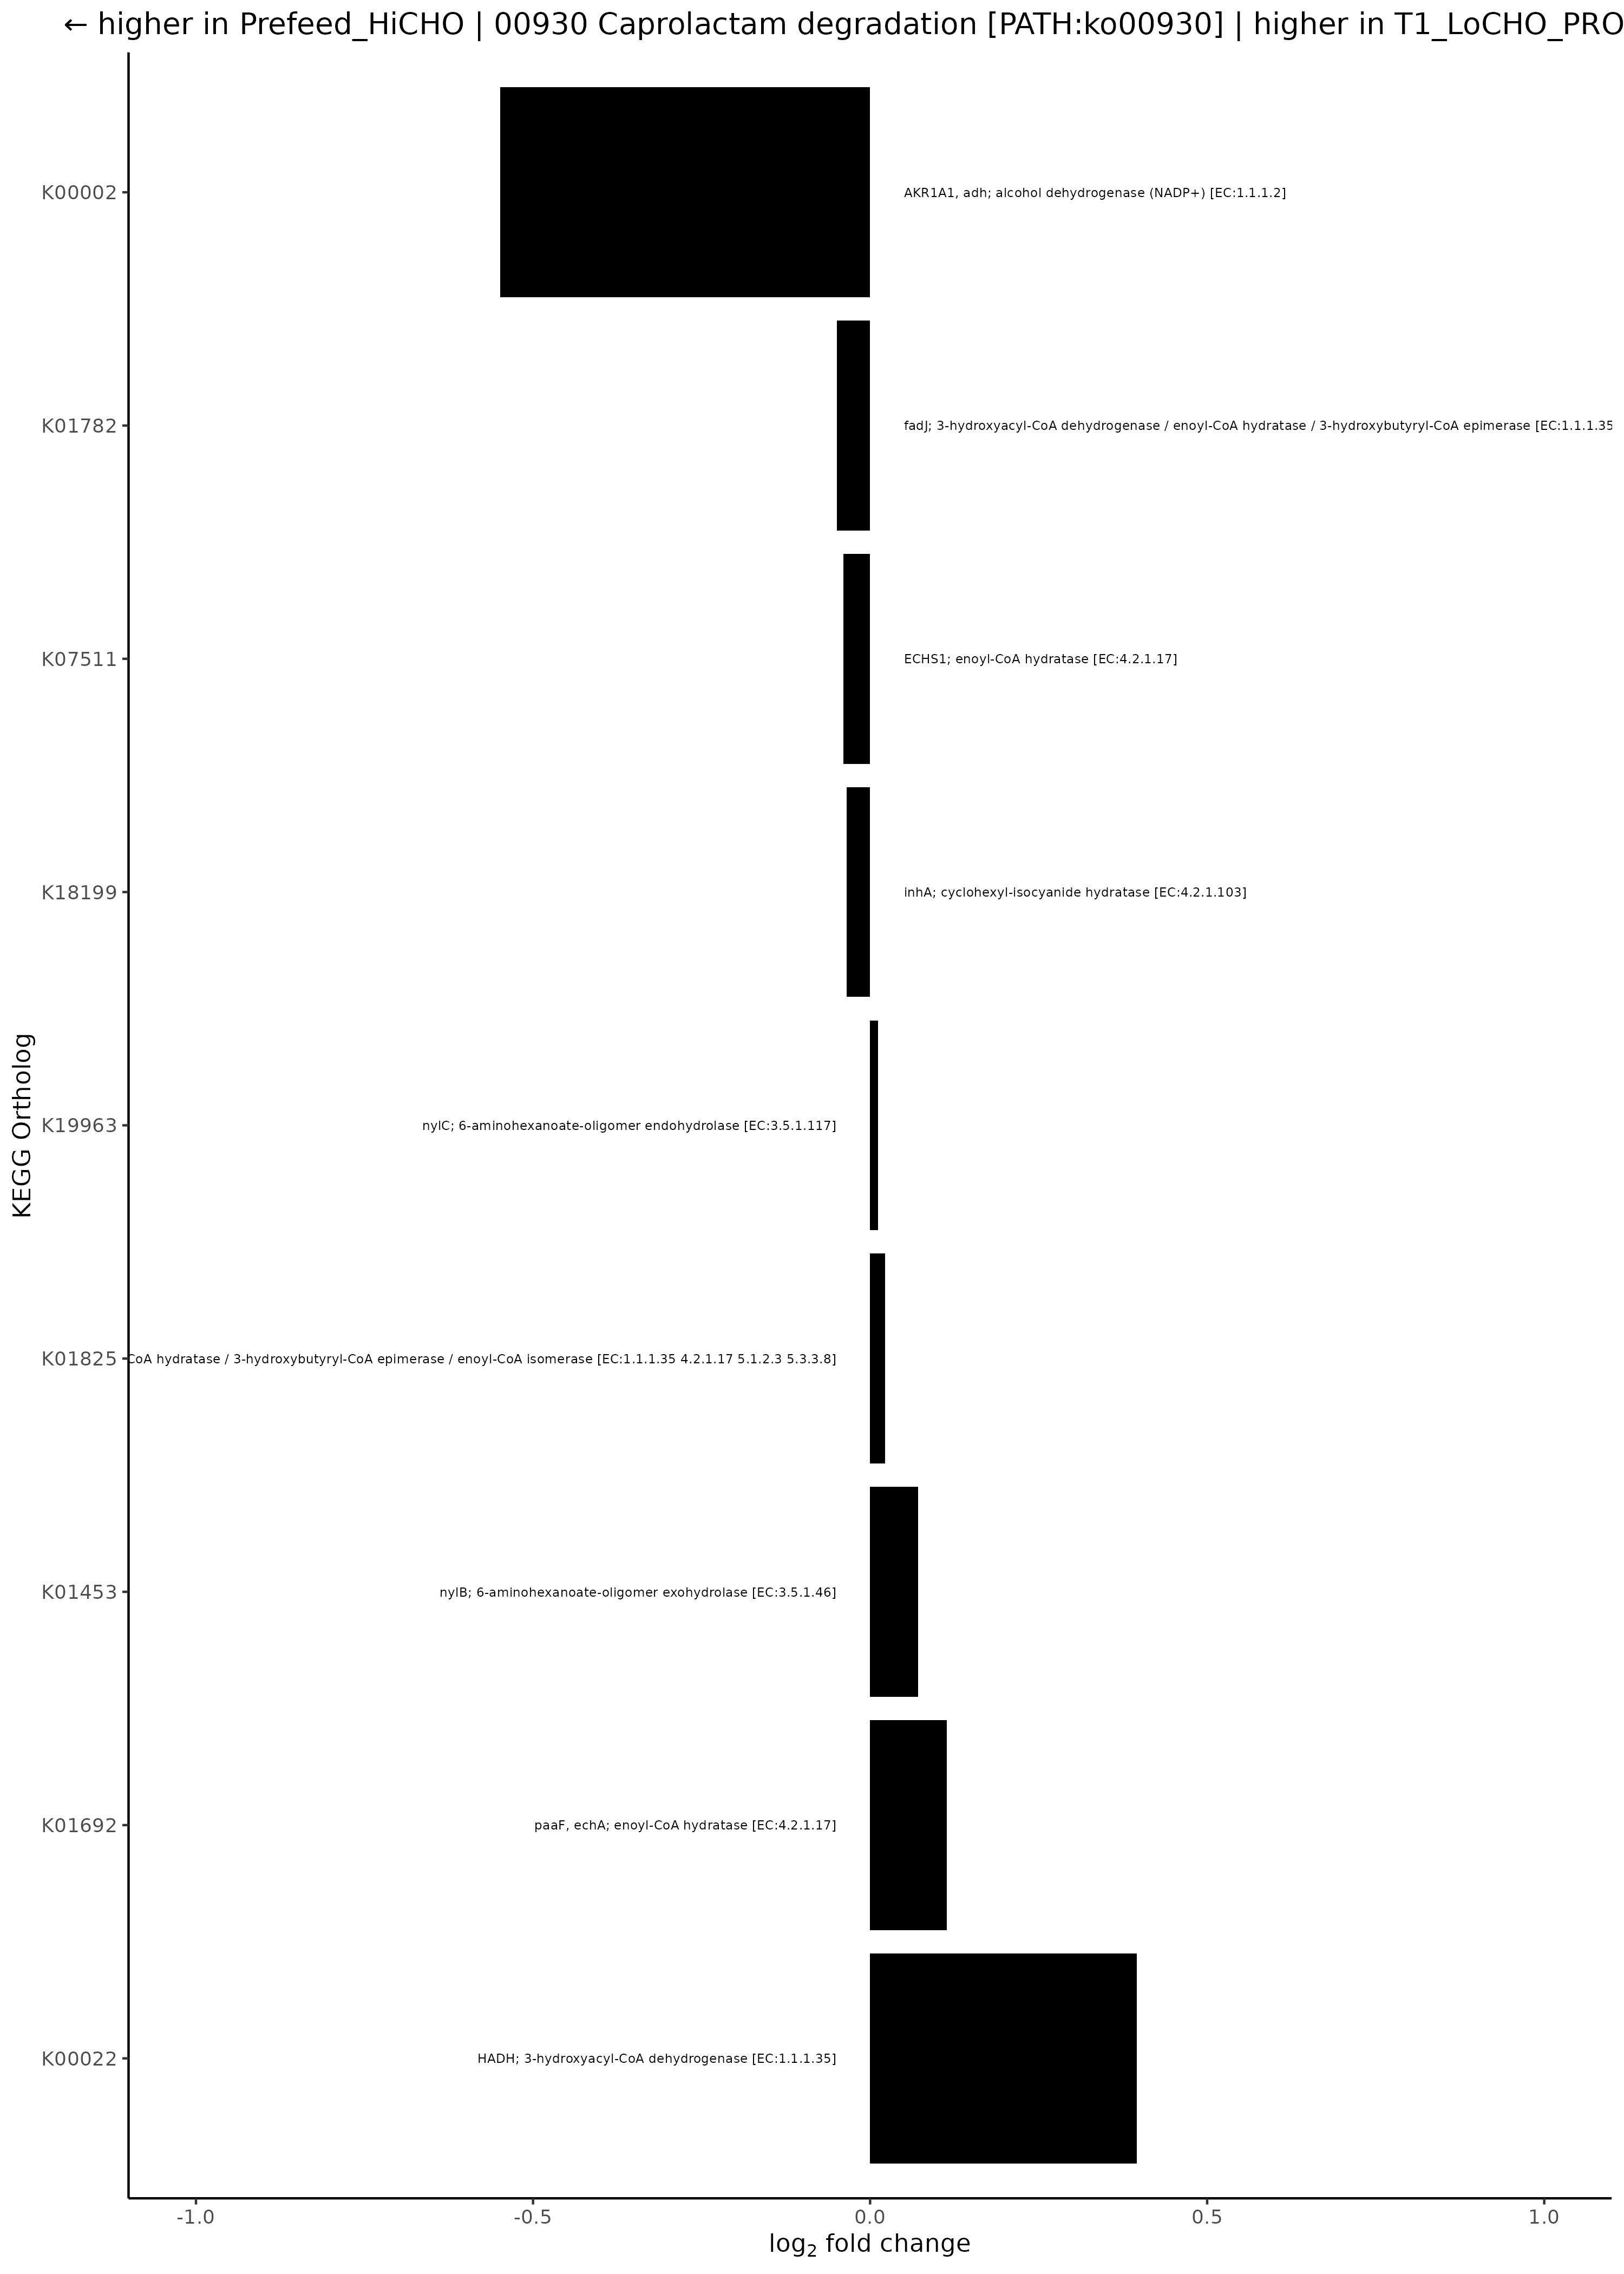 ← higher in Prefeed_HiCHO | 00930 Caprolactam degradation [PATH:ko00930] | higher in T1_LoCHO_PRO
K00002
AKR1A1, adh; alcohol dehydrogenase (NADP+) [EC:1.1.1.2]
K01782
fadJ; 3-hydroxyacyl-CoA dehydrogenase / enoyl-CoA hydratase / 3-hydroxybutyryl-CoA epimerase [EC:1.1.1.35
K07511
ECHS1; enoyl-CoA hydratase [EC:4.2.1.17]
K18199
inhA; cyclohexyl-isocyanide hydratase [EC:4.2.1.103]
KEGG Ortholog
K19963
nylC; 6-aminohexanoate-oligomer endohydrolase [EC:3.5.1.117]
K01825
CoA hydratase / 3-hydroxybutyryl-CoA epimerase / enoyl-CoA isomerase [EC:1.1.1.35 4.2.1.17 5.1.2.3 5.3.3.8]
K01453
nylB; 6-aminohexanoate-oligomer exohydrolase [EC:3.5.1.46]
K01692
paaF, echA; enoyl-CoA hydratase [EC:4.2.1.17]
K00022
HADH; 3-hydroxyacyl-CoA dehydrogenase [EC:1.1.1.35]
-1.0 -0.5 0.0 0.5 1.0
log₂ fold change